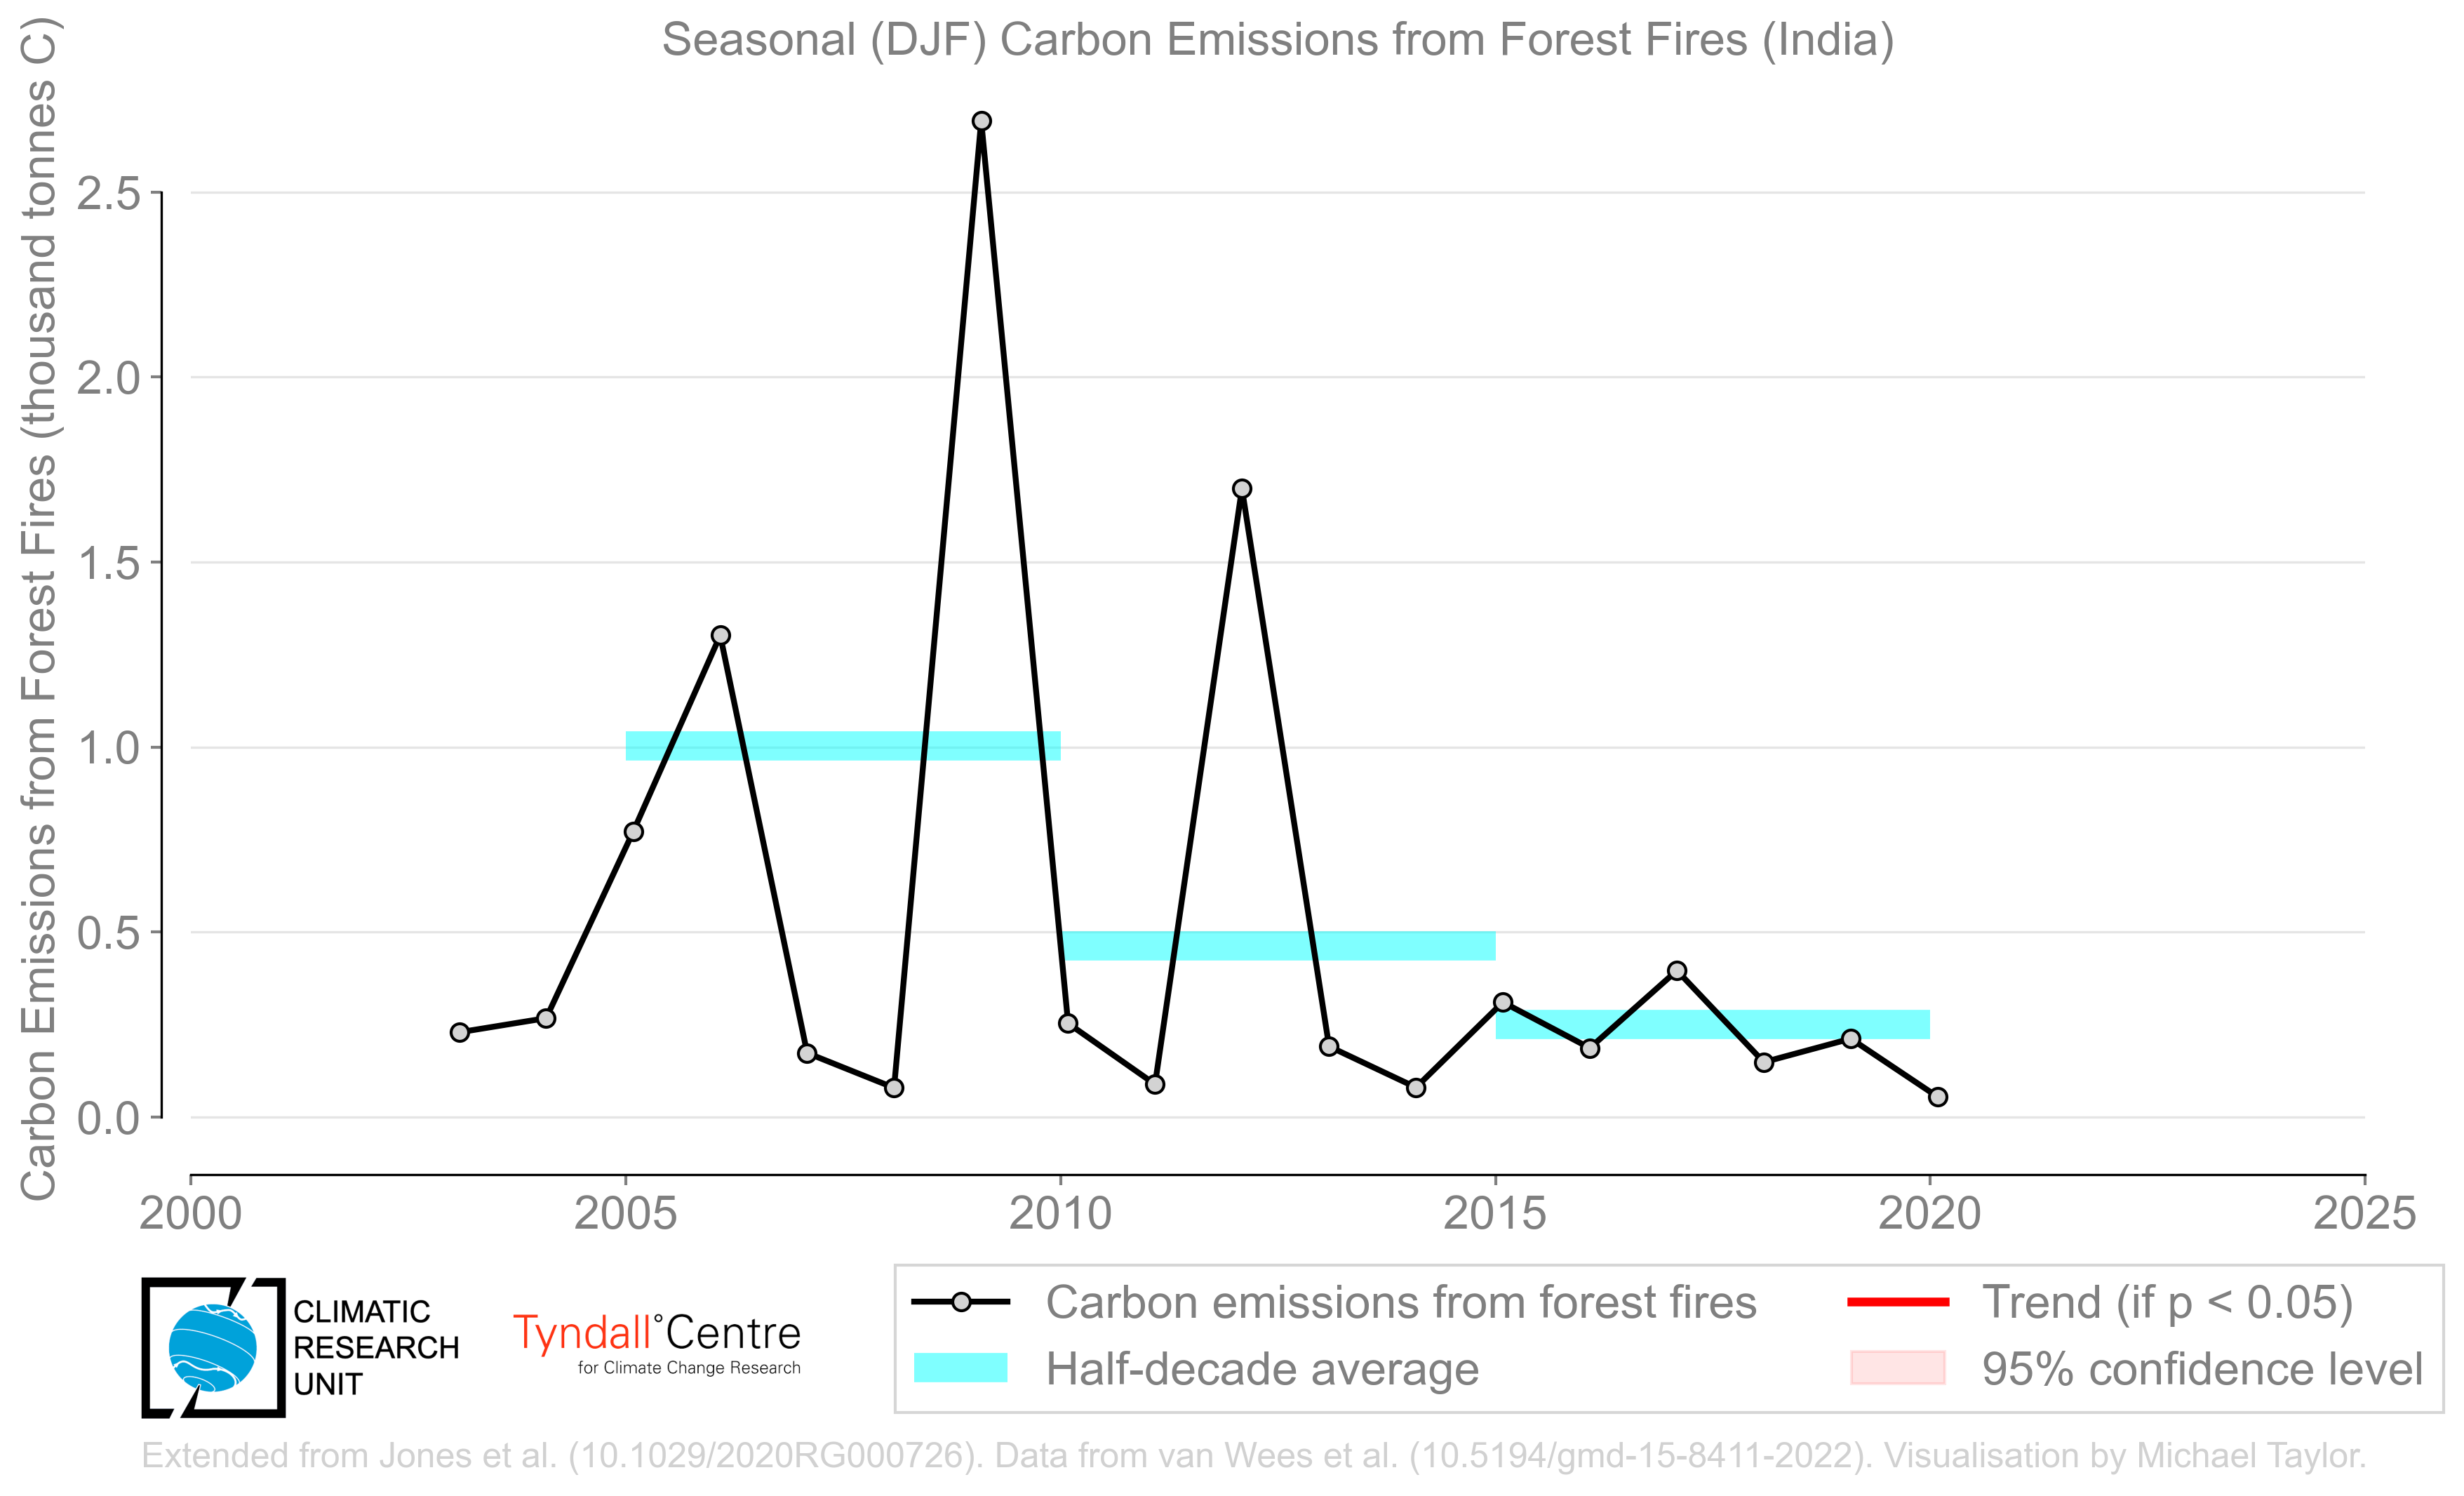 Seasonal (DJF) Carbon Emissions from Forest Fires (India)
Carbon Emissions from Forest Fires (thousand tonnes C)
2.5
2.0
1.5
1.0
0.5
0.0
2000 2005 2010 2015 2020 2025
CLIMATIC
RESEARCH
UNIT
Tyndall°Centre
for Climate Change Research
Carbon emissions from forest fires
Half-decade average
Trend (if p < 0.05)
95% confidence level
Extended from Jones et al. (10.1029/2020RG000726). Data from van Wees et al. (10.5194/gmd-15-8411-2022). Visualisation by Michael Taylor.